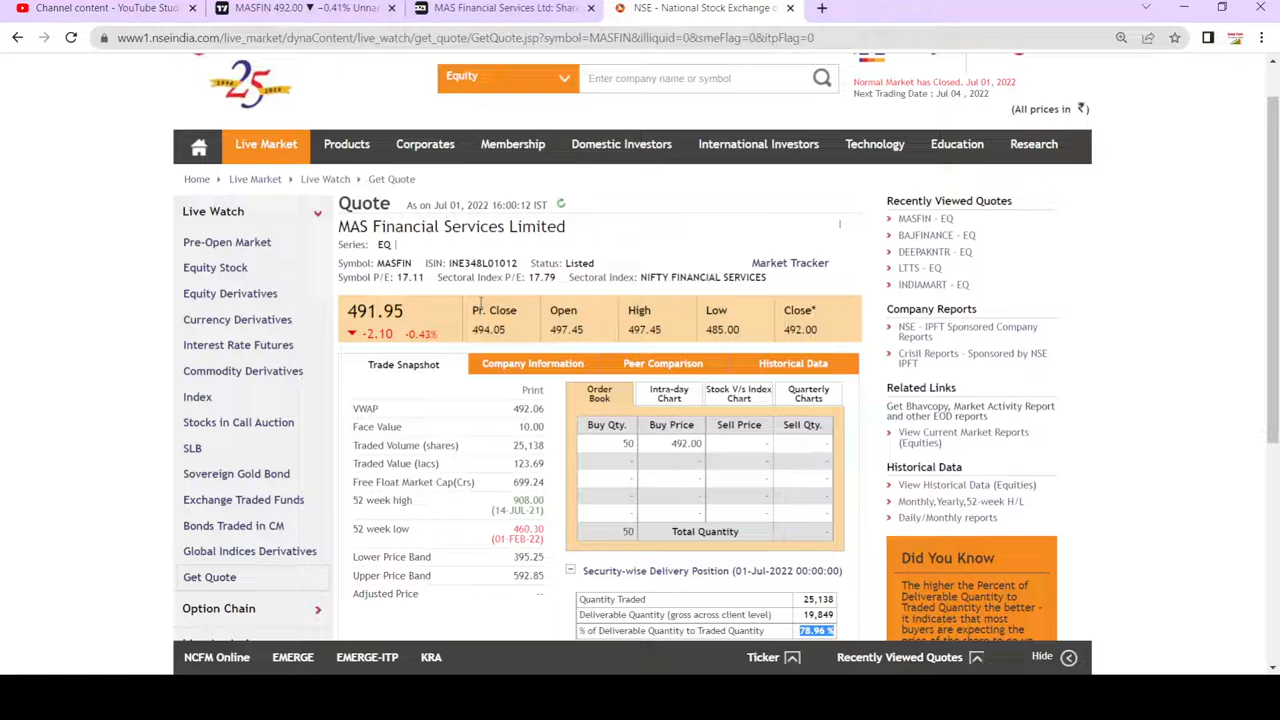 Channel content - YouTube Stud
MASFIN 492.00 ▼ −0.41% Unna
MAS Financial Services Ltd: Share
NSE - National Stock Exchange o
www1.nseindia.com/live_market/dynaContent/live_watch/get_quote/GetQuote.jsp?symbol=MASFIN&illiquid=0&smeFlag=0&itpFlag=0
25
Equity
Enter company name or symbol
Normal Market has Closed. Jul 01, 2022
Next Trading Date : Jul 04 , 2022
(All prices in ₹)
Live Market Products Corporates Membership Domestic Investors International Investors Technology Education Research
Home Live Market Live Watch Get Quote
Live Watch
Pre-Open Market
Equity Stock
Equity Derivatives
Currency Derivatives
Interest Rate Futures
Commodity Derivatives
Index
Stocks in Call Auction
SLB
Sovereign Gold Bond
Exchange Traded Funds
Bonds Traded in CM
Global Indices Derivatives
Get Quote
Option Chain
Quote As on Jul 01, 2022 16:00:12 IST
MAS Financial Services Limited
Series: EQ |
Symbol: MASFIN ISIN: INE348L01012 Status: Listed Market Tracker
Symbol P/E: 17.11 Sectoral Index P/E: 17.79 Sectoral Index: NIFTY FINANCIAL SERVICES
491.95 Pr. Close Open High Low Close*
▼ -2.10 -0.43% 494.05 497.45 497.45 485.00 492.00
Trade Snapshot Company Information Peer Comparison Historical Data
Print
VWAP 492.06
Face Value 10.00
Traded Volume (shares) 25,138
Traded Value (lacs) 123.69
Free Float Market Cap(Crs) 699.24
52 week high 908.00
(14-JUL-21)
52 week low 460.30
(01-FEB-22)
Lower Price Band 395.25
Upper Price Band 592.85
Adjusted Price --
Order Book Intra-day Chart Stock V/s Index Chart Quarterly Charts
Buy Qty. Buy Price Sell Price Sell Qty.
50 492.00 - -
- - - -
- - - -
- - - -
- - - -
50 Total Quantity -
Security-wise Delivery Position (01-Jul-2022 00:00:00)
Quantity Traded 25,138
Deliverable Quantity (gross across client level) 19,849
% of Deliverable Quantity to Traded Quantity 78.96 %
Recently Viewed Quotes
MASFIN - EQ
BAJFINANCE - EQ
DEEPAKNTR - EQ
LTTS - EQ
INDIAMART - EQ
Company Reports
NSE - IPFT Sponsored Company
Reports
Crisil Reports - Sponsored by NSE
IPFT
Related Links
Get Bhavcopy, Market Activity Report
and other EOD reports
View Current Market Reports
(Equities)
Historical Data
View Historical Data (Equities)
Monthly,Yearly,52-week H/L
Daily/Monthly reports
Did You Know
The higher the Percent of
Deliverable Quantity to
Traded Quantity the better -
it indicates that most
buyers are expecting the
NCFM Online EMERGE EMERGE-ITP KRA Ticker Recently Viewed Quotes Hide